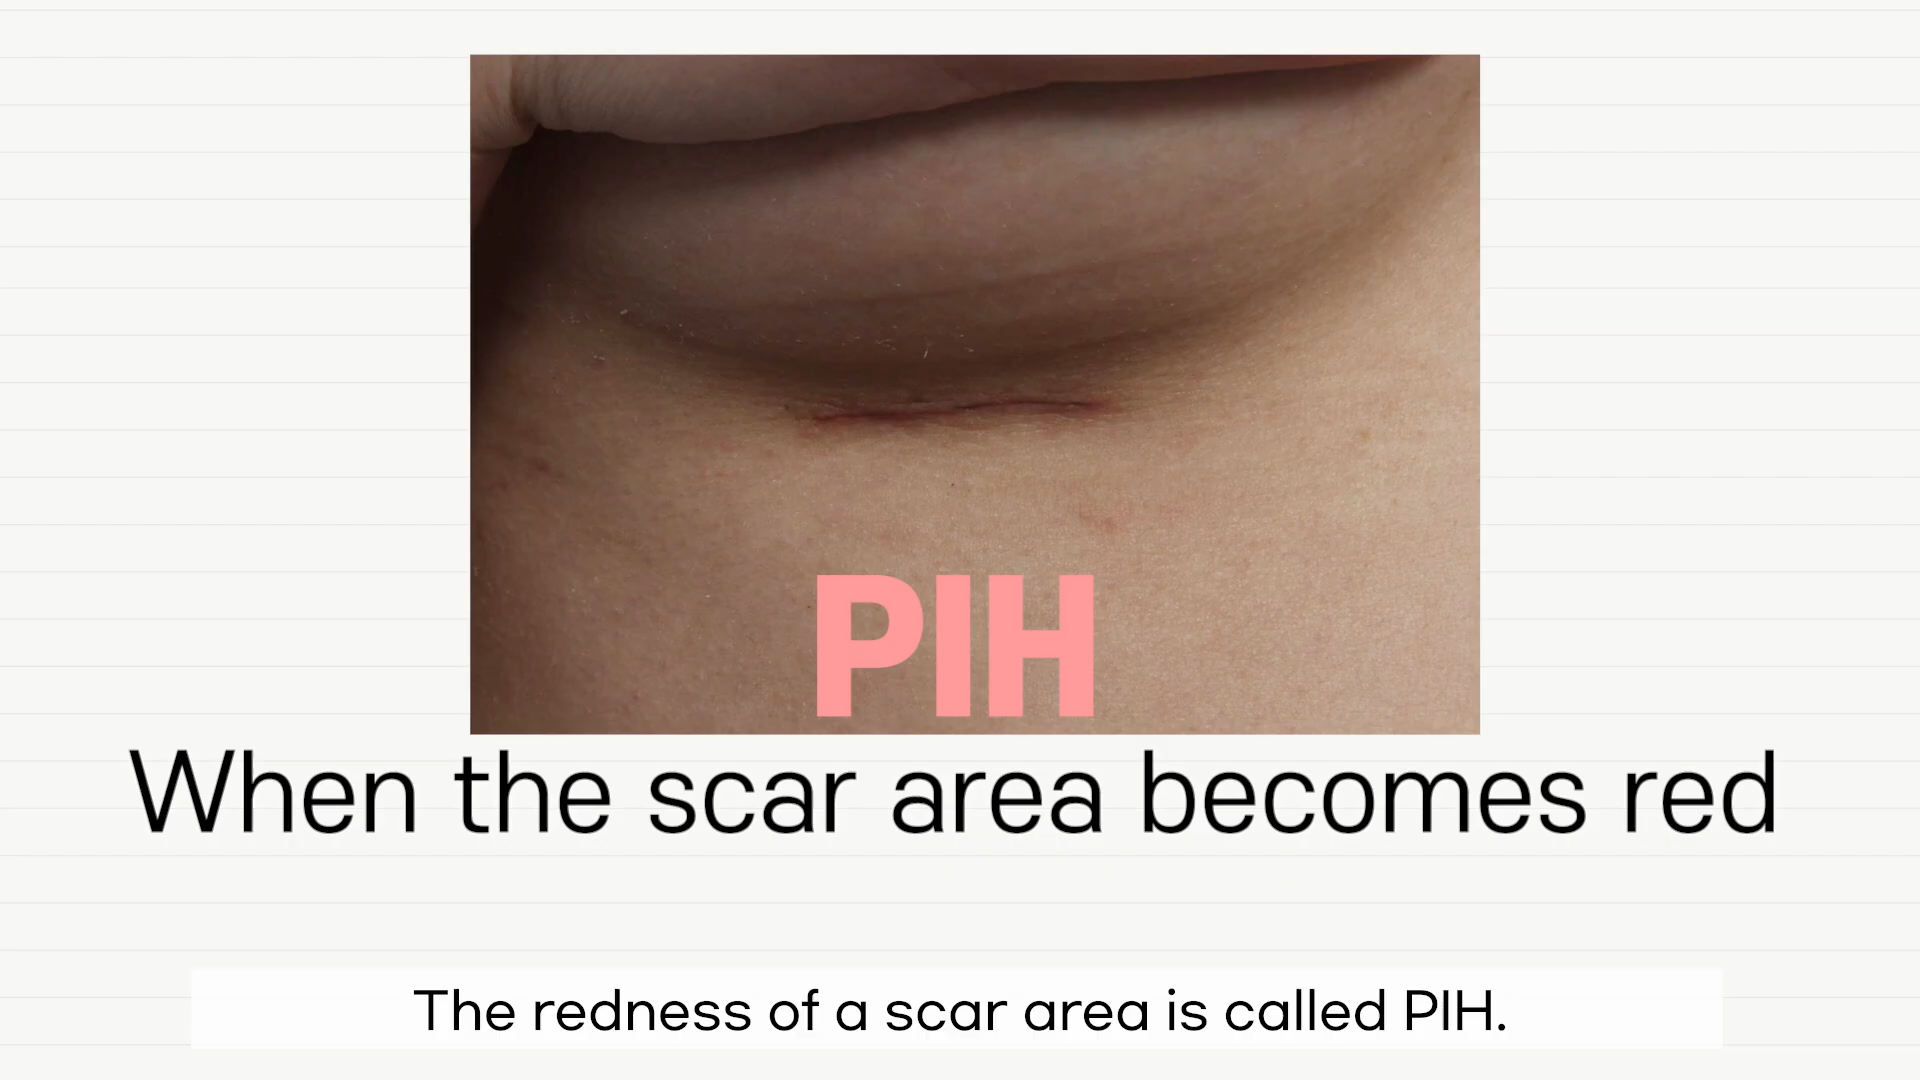 PIH
When the scar area becomes red
The redness of a scar area is called PIH.